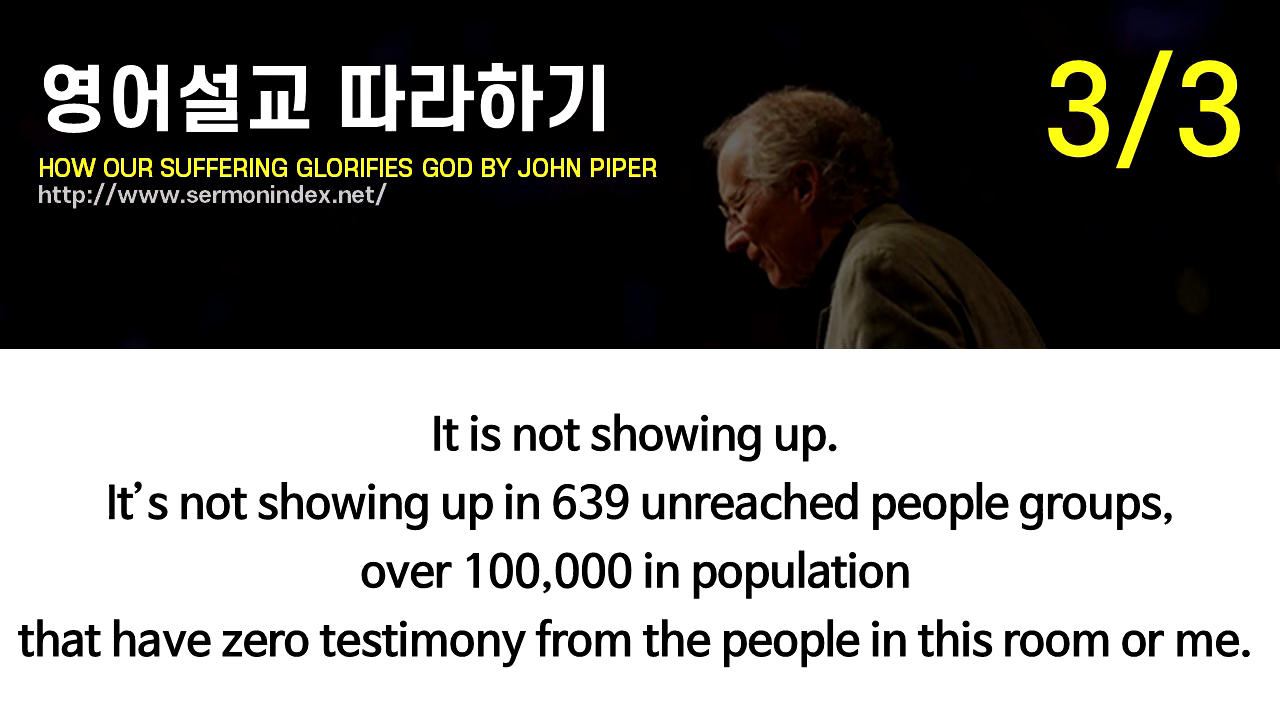 영어설교 따라하기
3/3
HOW OUR SUFFERING GLORIFIES GOD BY JOHN PIPER
http://www.sermonindex.net/
It is not showing up.
It’s not showing up in 639 unreached people groups,
over 100,000 in population
that have zero testimony from the people in this room or me.